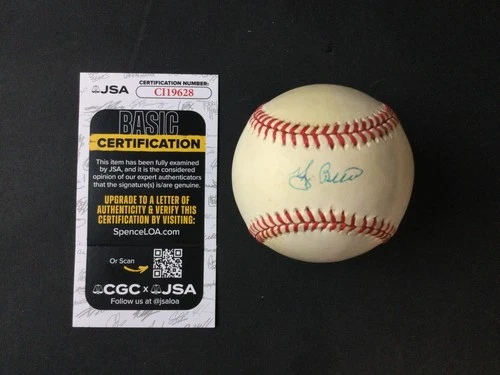 JSA
CERTIFICATION NUMBER:
CI19628
BASIC
CERTIFICATION
This item has been fully examined
by JSA, and it is the considered
opinion of our expert authenticators
that the signature(s) is/are genuine.
UPGRADE TO A LETTER OF
AUTHENTICITY & VERIFY THIS
CERTIFICATION BY VISITING:
SpenceLOA.com
Or Scan
CGC x JSA
Follow us at @jsaloa